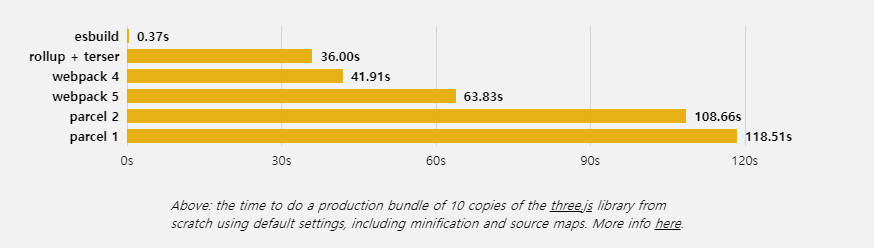 esbuild 0.37s
rollup + terser 36.00s
webpack 4 41.91s
webpack 5 63.83s
parcel 2 108.66s
parcel 1 118.51s
0s 30s 60s 90s 120s
Above: the time to do a production bundle of 10 copies of the three.js library from
scratch using default settings, including minification and source maps. More info here.